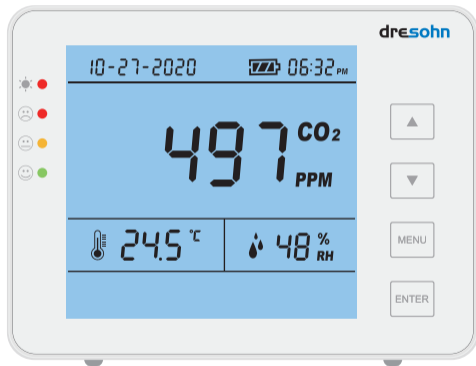 dresohn
10-27-2020 06:32 PM
497 CO₂
PPM
24.5 °C 48 % RH
MENU
ENTER